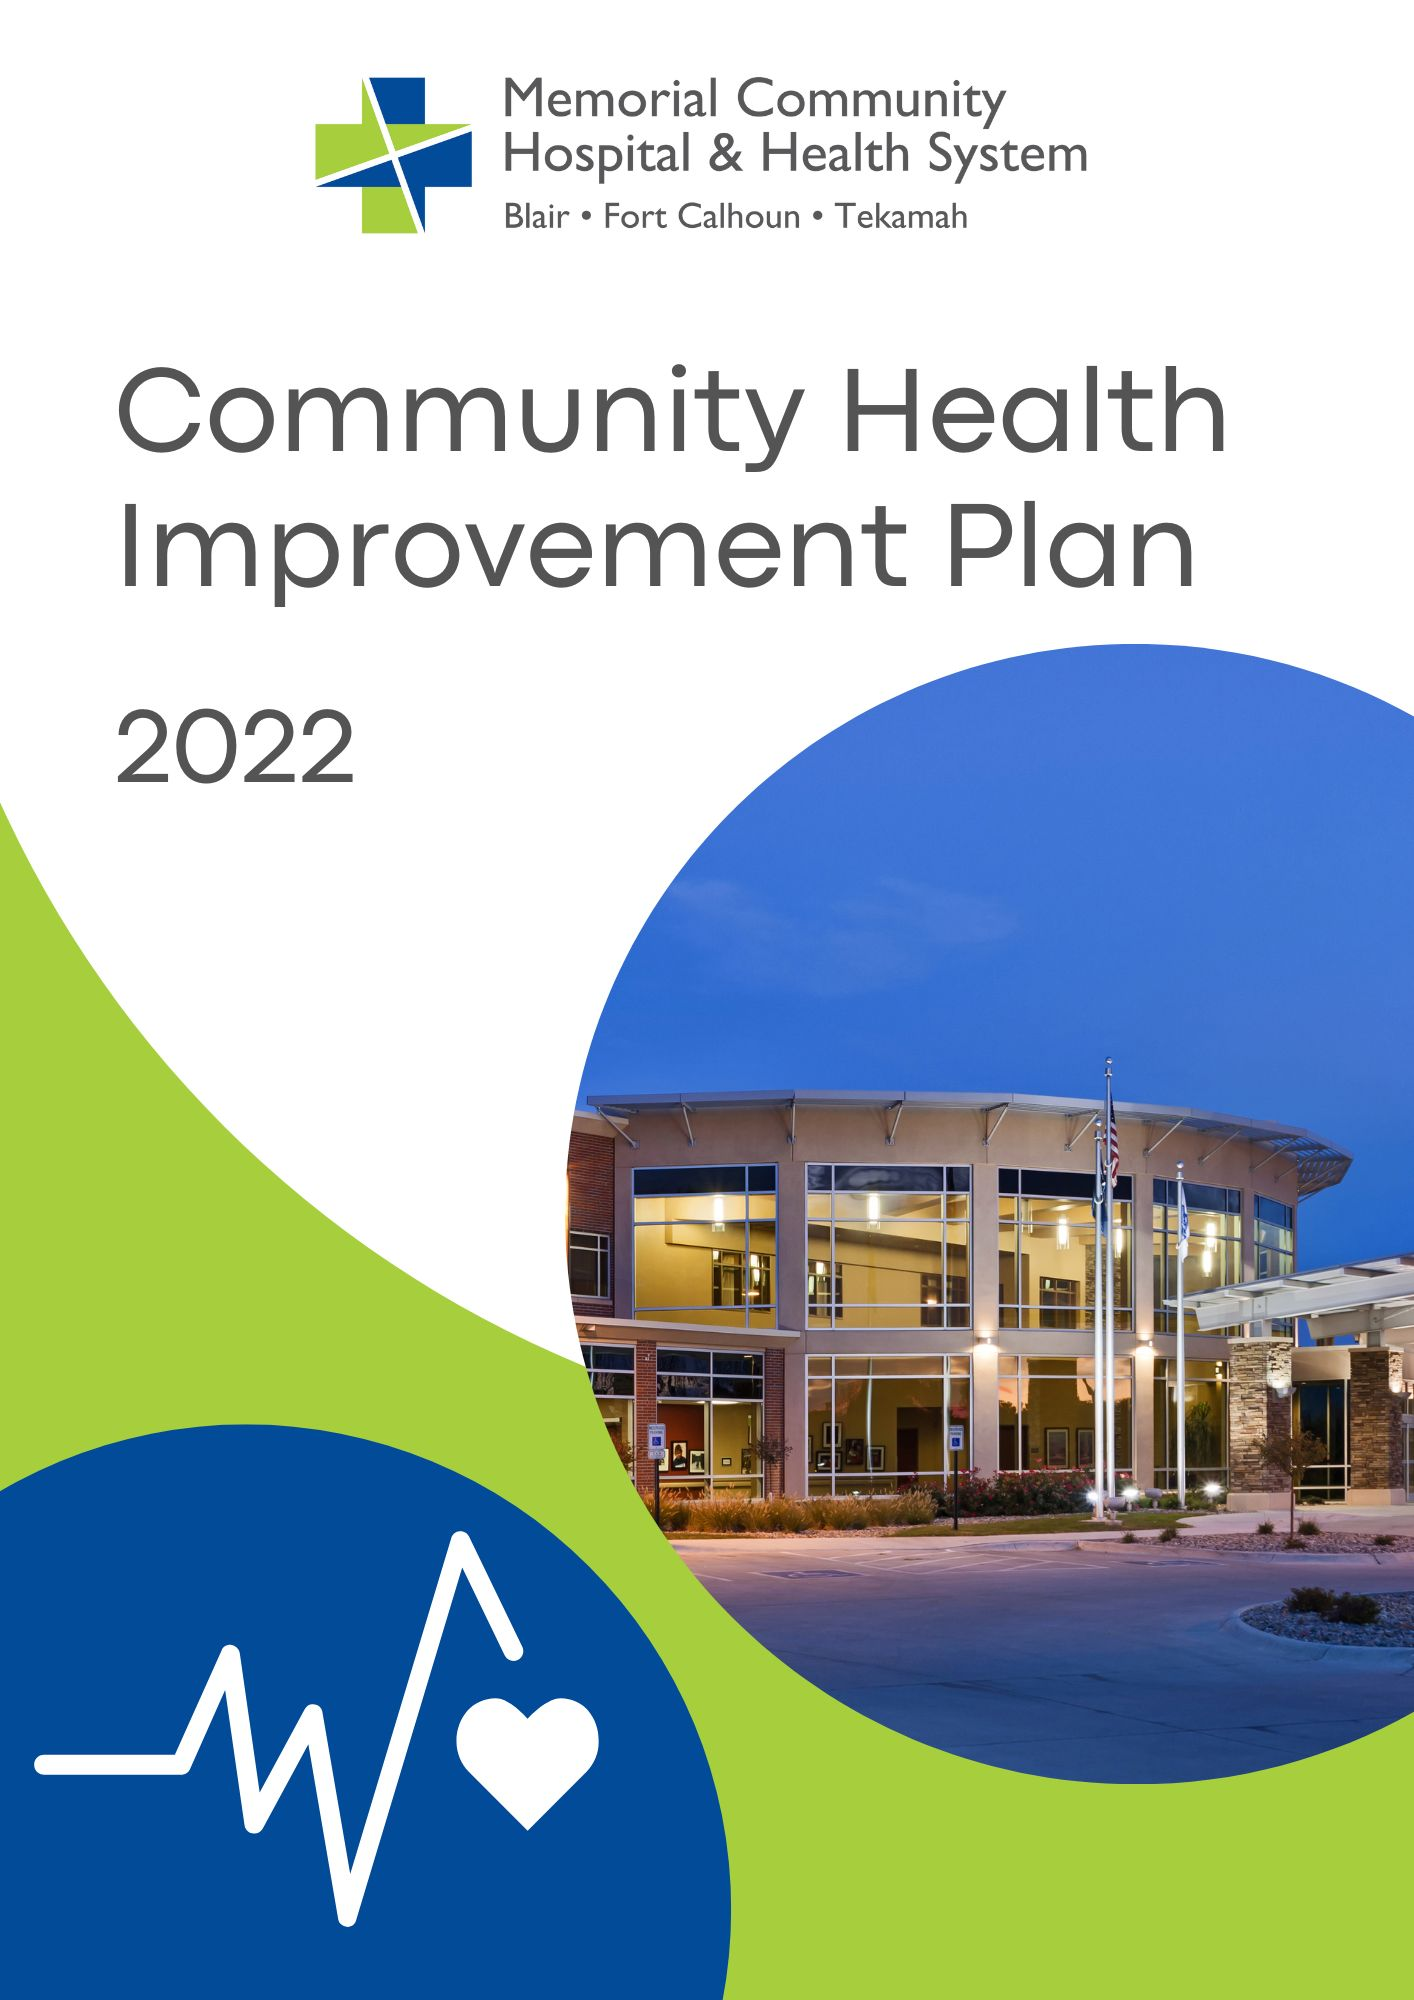 Memorial Community
Hospital & Health System
Blair • Fort Calhoun • Tekamah
Community Health
Improvement Plan
2022